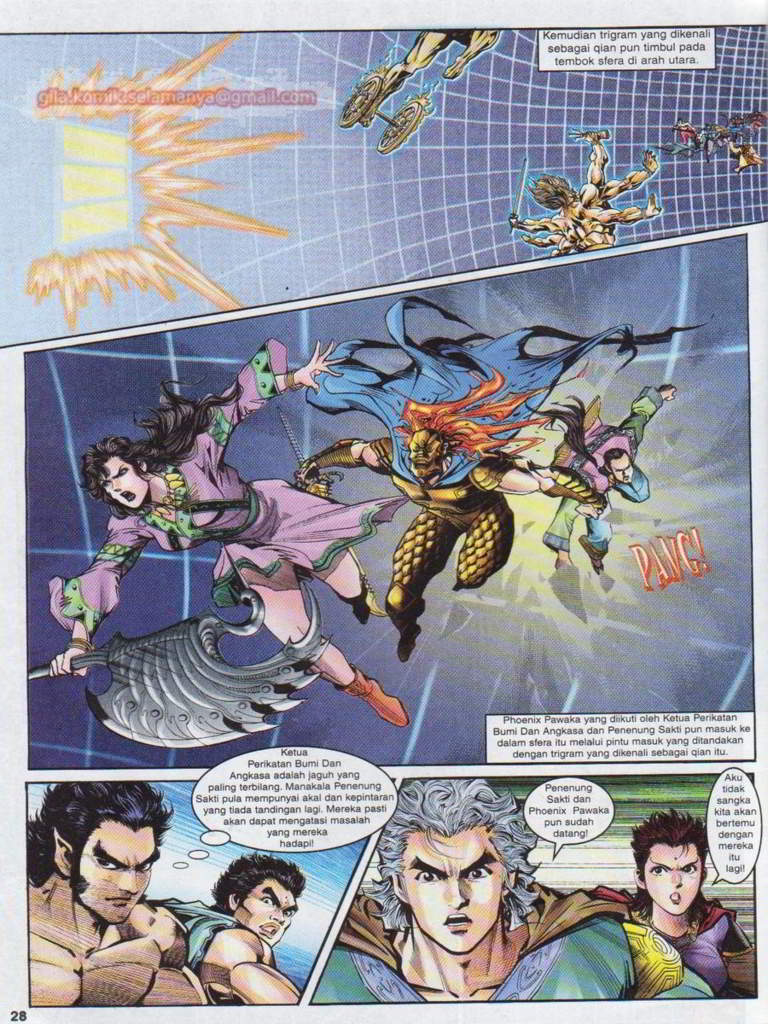 Kemudian trigram yang dikenali
sebagai qian pun timbul pada
tembok sfera di arah utara.
gila.komik.selamanya@gmail.com
PANG!
Phoenix Pawaka yang diikuti oleh Ketua Perikatan
Bumi Dan Angkasa dan Penenung Sakti pun masuk ke
dalam sfera itu melalui pintu masuk yang ditandakan
dengan trigram yang dikenali sebagai qian itu.
Ketua
Perikatan Bumi Dan
Angkasa adalah jaguh yang
paling terbilang. Manakala Penenung
Sakti pula mempunyai akal dan kepintaran
yang tiada tandingan lagi. Mereka pasti
akan dapat mengatasi masalah
yang mereka
hadapi!
Penenung
Sakti dan
Phoenix Pawaka
pun sudah
datang!
Aku
tidak
sangka
kita akan
bertemu
dengan
mereka
itu
lagi!
28